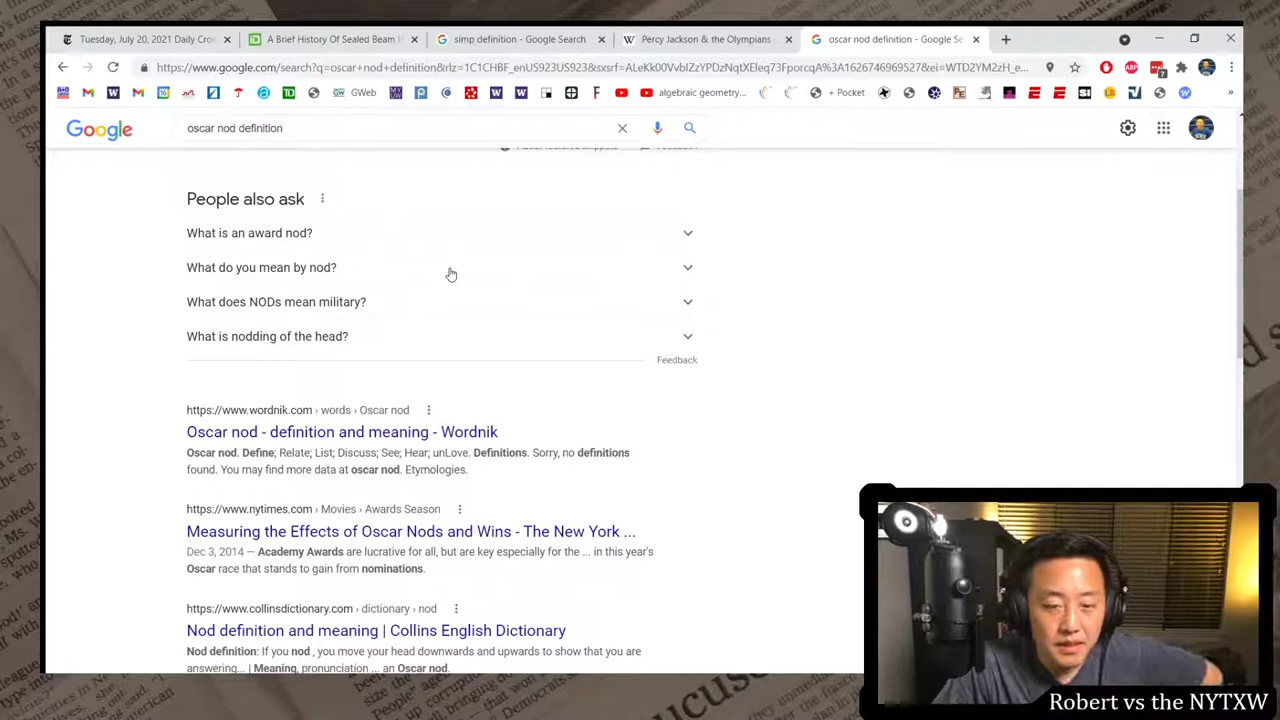 Tuesday, July 20, 2021 Daily Cro
A Brief History Of Sealed Beam
simp definition - Google Search
Percy Jackson & the Olympians
oscar nod definition - Google Se
https://www.google.com/search?q=oscar+nod+definition&rlz=1C1CHBF_enUS923US923&sxsrf=
GWeb
algebraic geometry...
+ Pocket
Google
oscar nod definition
People also ask
What is an award nod?
What do you mean by nod?
What does NODs mean military?
What is nodding of the head?
Feedback
https://www.wordnik.com › words › Oscar nod
Oscar nod - definition and meaning - Wordnik
Oscar nod. Define; Relate; List; Discuss; See; Hear; unLove. Definitions. Sorry, no definitions
found. You may find more data at oscar nod. Etymologies.
https://www.nytimes.com › Movies › Awards Season
Measuring the Effects of Oscar Nods and Wins - The New York ...
Dec 3, 2014 — Academy Awards are lucrative for all, but are key especially for the ... in this year's
Oscar race that stands to gain from nominations.
https://www.collinsdictionary.com › dictionary › nod
Nod definition and meaning | Collins English Dictionary
Nod definition: If you nod , you move your head downwards and upwards to show that you are
answering... | Meaning, pronunciation ... an Oscar nod.
Robert vs the NYTXW